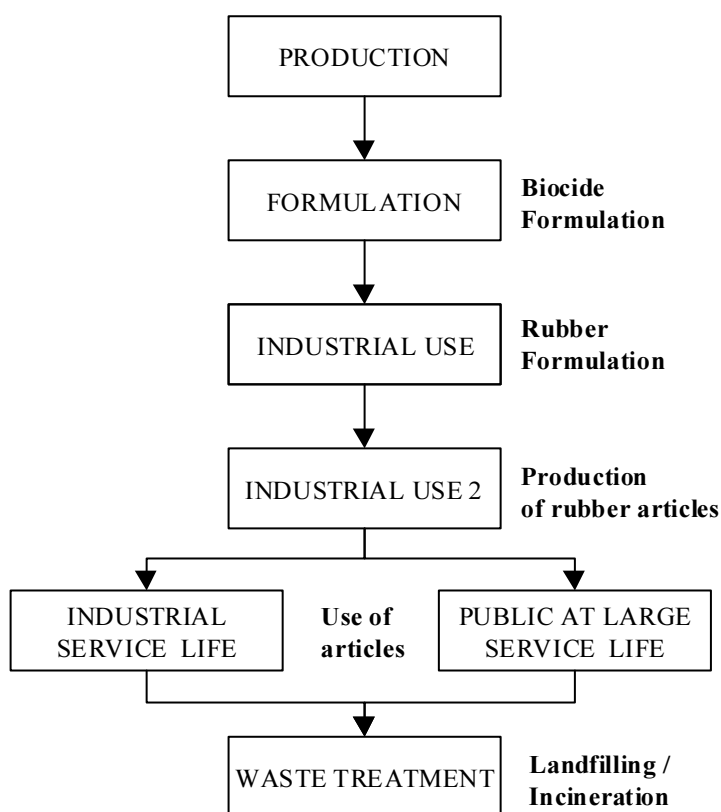 PRODUCTION
FORMULATION
Biocide
Formulation
INDUSTRIAL USE
Rubber
Formulation
INDUSTRIAL USE 2
Production
of rubber articles
INDUSTRIAL
SERVICE LIFE
Use of
articles
PUBLIC AT LARGE
SERVICE LIFE
WASTE TREATMENT
Landfilling /
Incineration